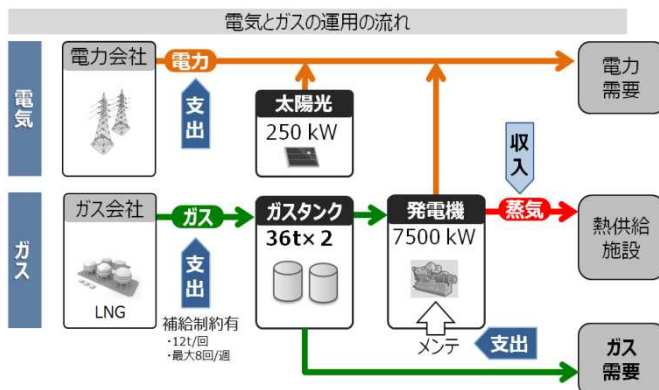 電気とガスの運用の流れ
電気
電力会社
電力
支出
太陽光
250 kW
電力
需要
ガス
ガス会社
LNG
ガス
支出
補給制約有
・12t/回
・最大8回/週
ガスタンク
36t× 2
発電機
7500 kW
メンテ
支出
収入
蒸気
熱供給
施設
ガス
需要